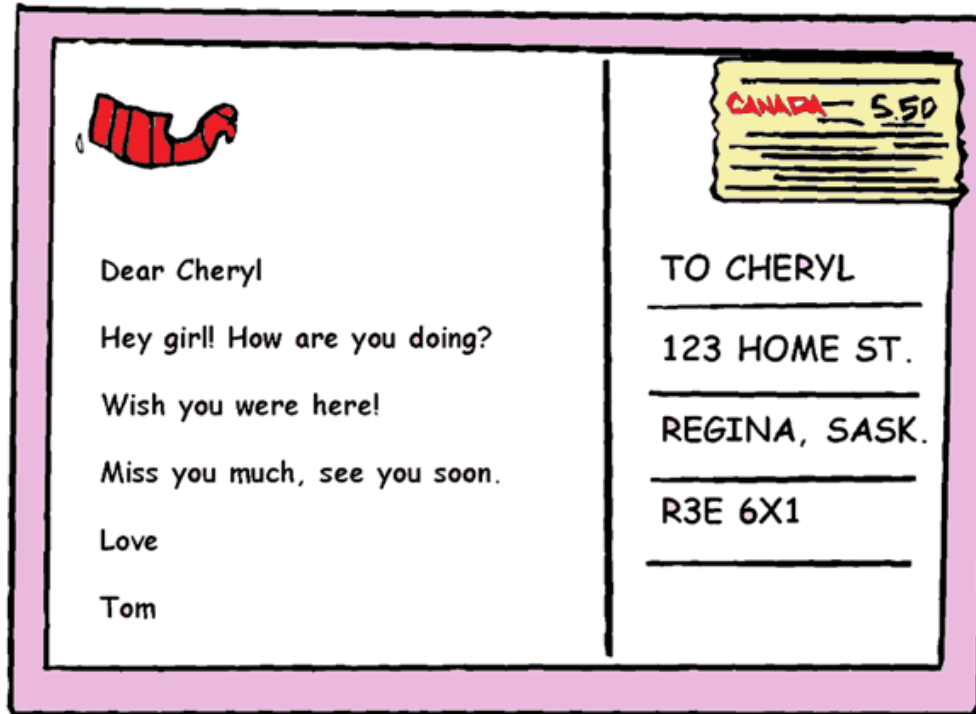 CANADA 5.50
Dear Cheryl
Hey girl! How are you doing?
Wish you were here!
Miss you much, see you soon.
Love
Tom
TO CHERYL
123 HOME ST.
REGINA, SASK.
R3E 6X1